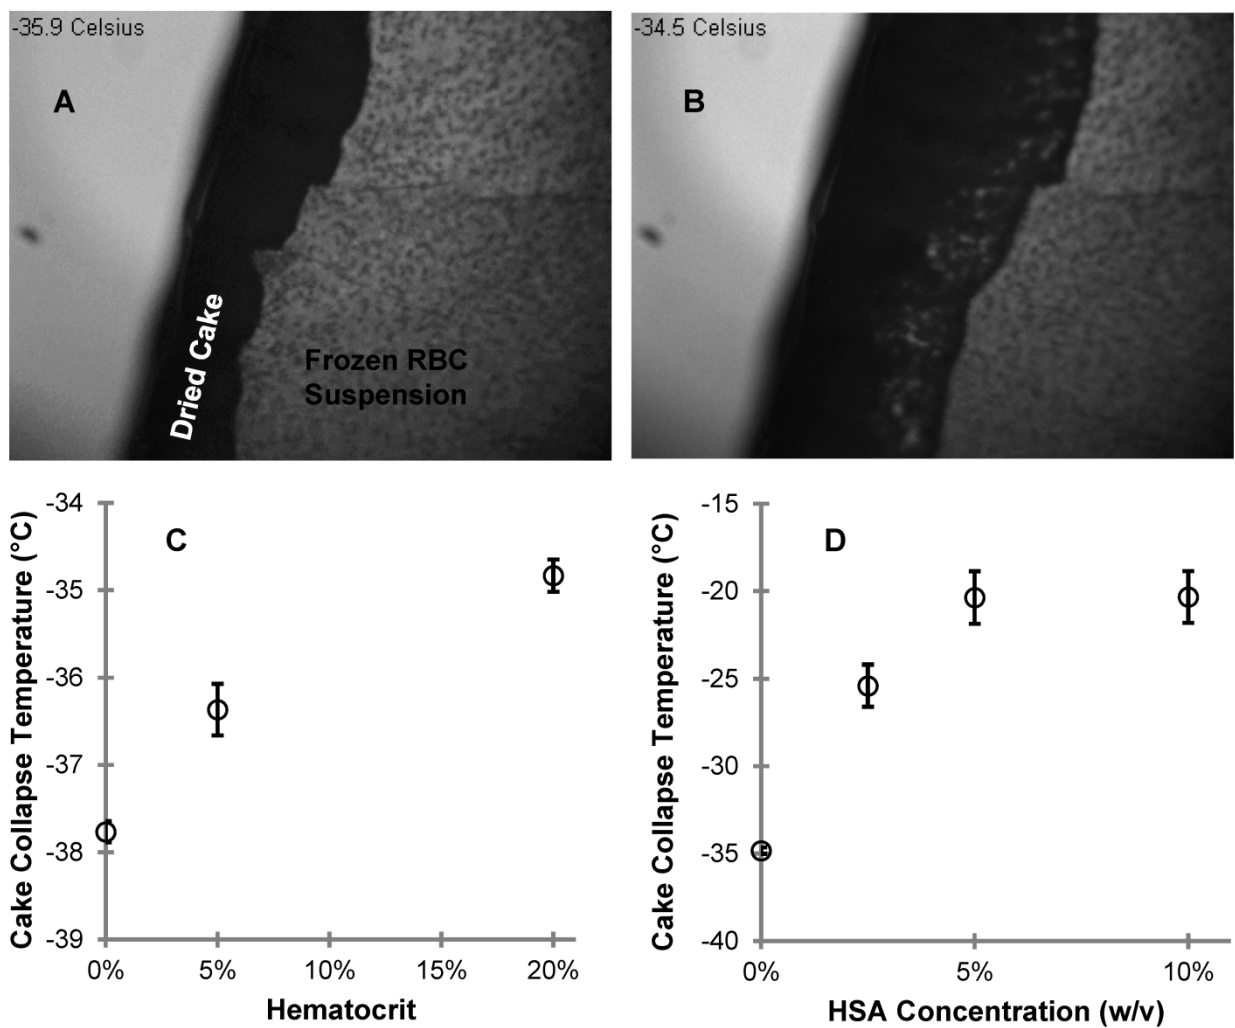 -35.9 Celsius
A
Dried Cake
Frozen RBC
Suspension
-34.5 Celsius
B
C
Cake Collapse Temperature (°C)
-34
-35
-36
-37
-38
-39
0%
5%
10%
15%
20%
Hematocrit
D
Cake Collapse Temperature (°C)
-15
-20
-25
-30
-35
-40
0%
5%
10%
HSA Concentration (w/v)